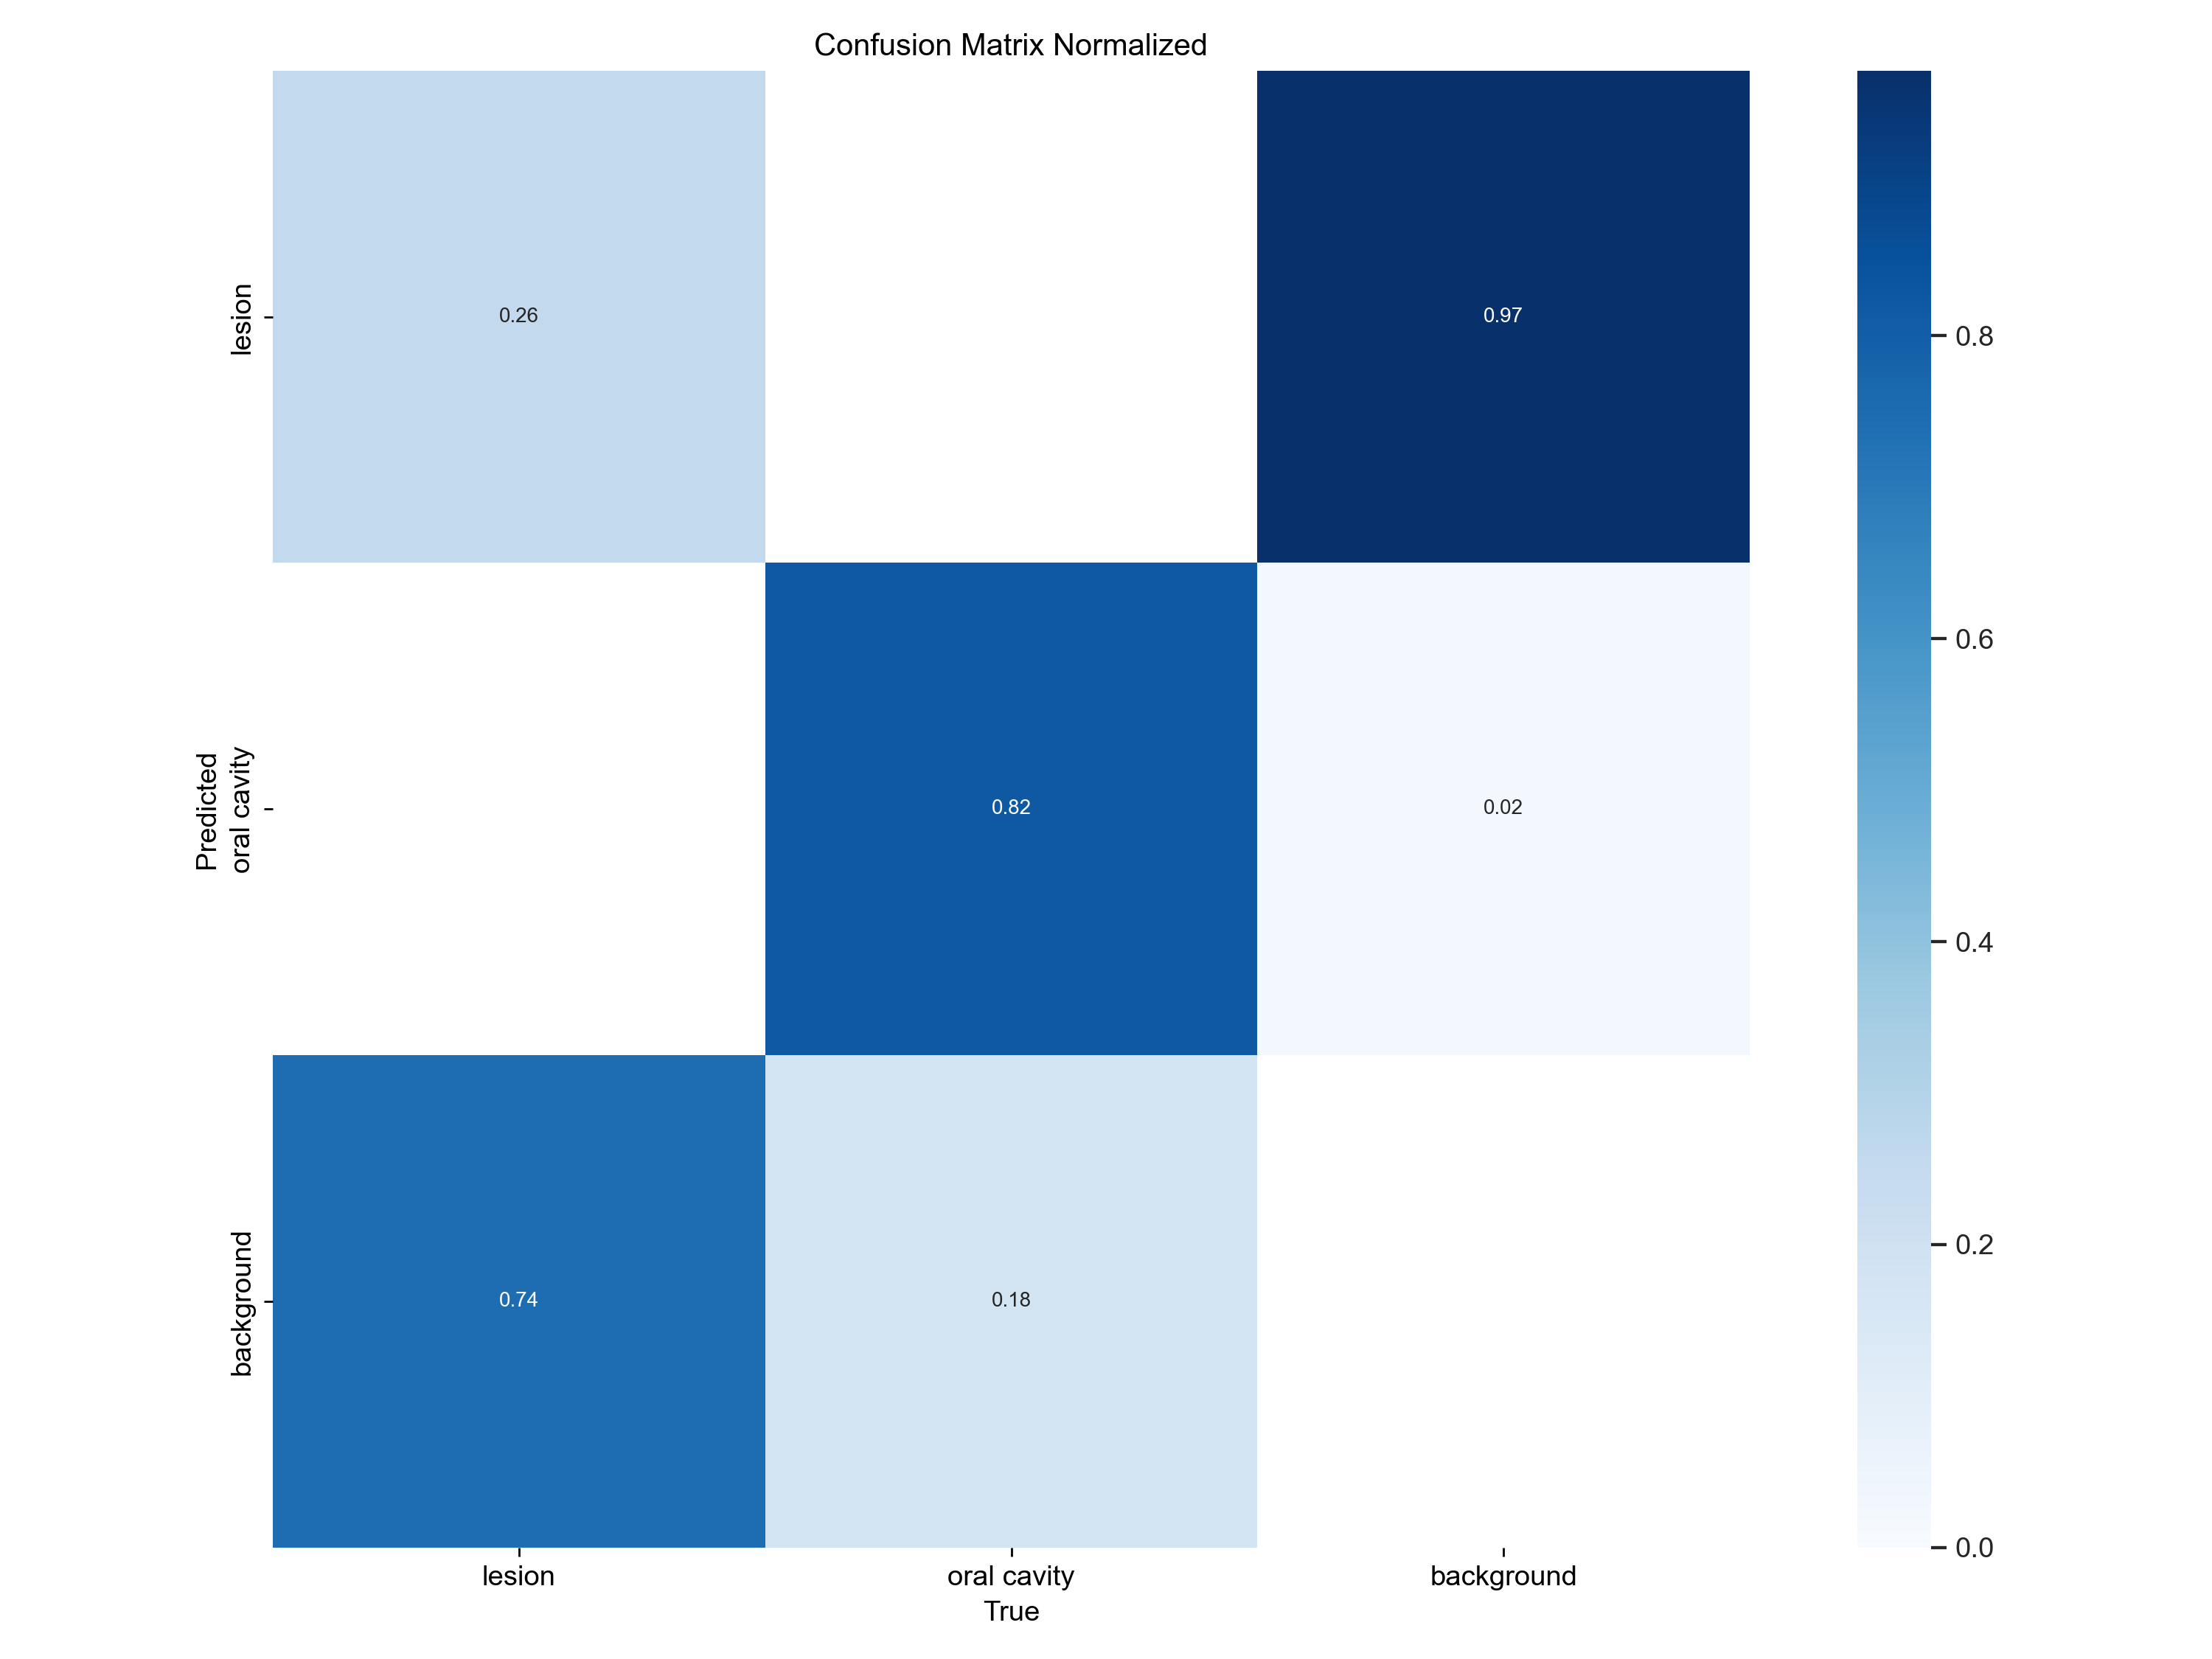 Confusion Matrix Normalized
lesion
0.26
0.97
0.8
0.6
Predicted
oral cavity
0.82
0.02
0.4
background
0.74
0.18
0.2
0.0
lesion
oral cavity
background
True